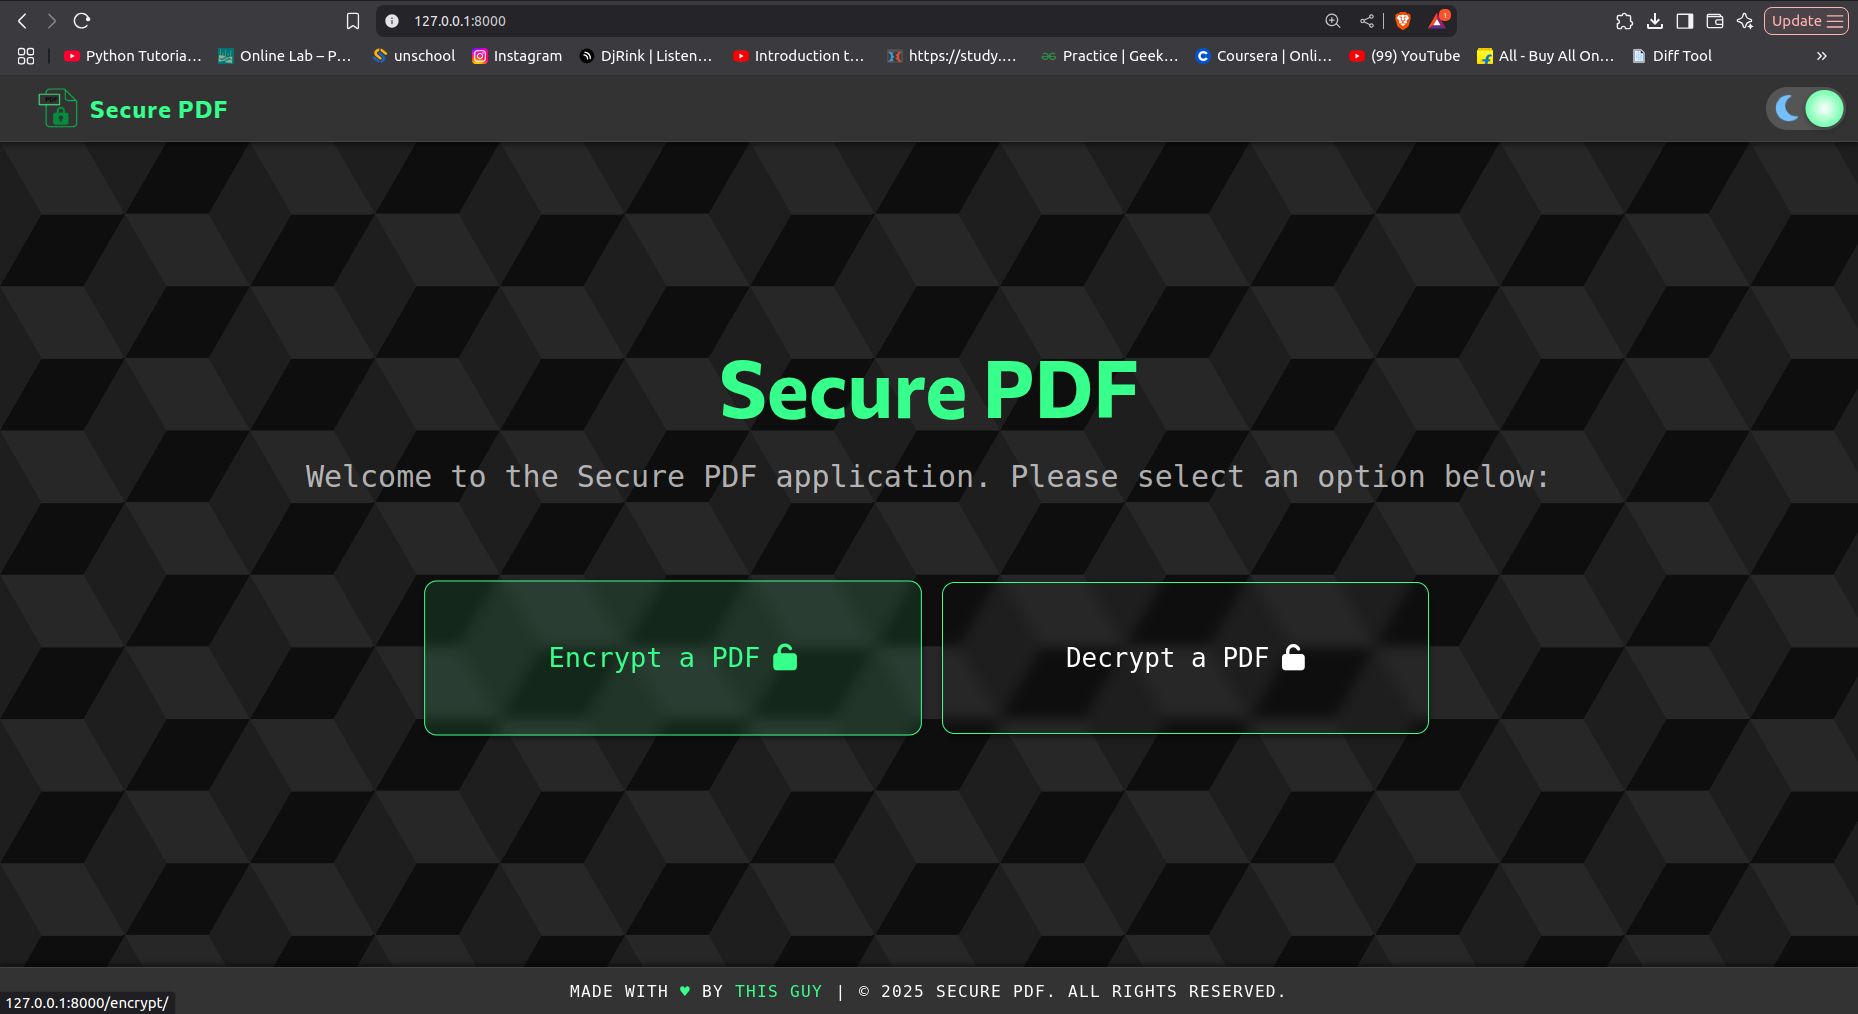 127.0.0.1:8000
1
Update
Python Tutoria...
Online Lab – P...
unschool
Instagram
DjRink | Listen...
Introduction t...
https://study....
Practice | Geek...
Coursera | Onli...
(99) YouTube
All - Buy All On...
Diff Tool
»
PDF
Secure PDF
Secure PDF
Welcome to the Secure PDF application. Please select an option below:
Encrypt a PDF
Decrypt a PDF
MADE WITH ♥ BY THIS GUY | © 2025 SECURE PDF. ALL RIGHTS RESERVED.
127.0.0.1:8000/encrypt/